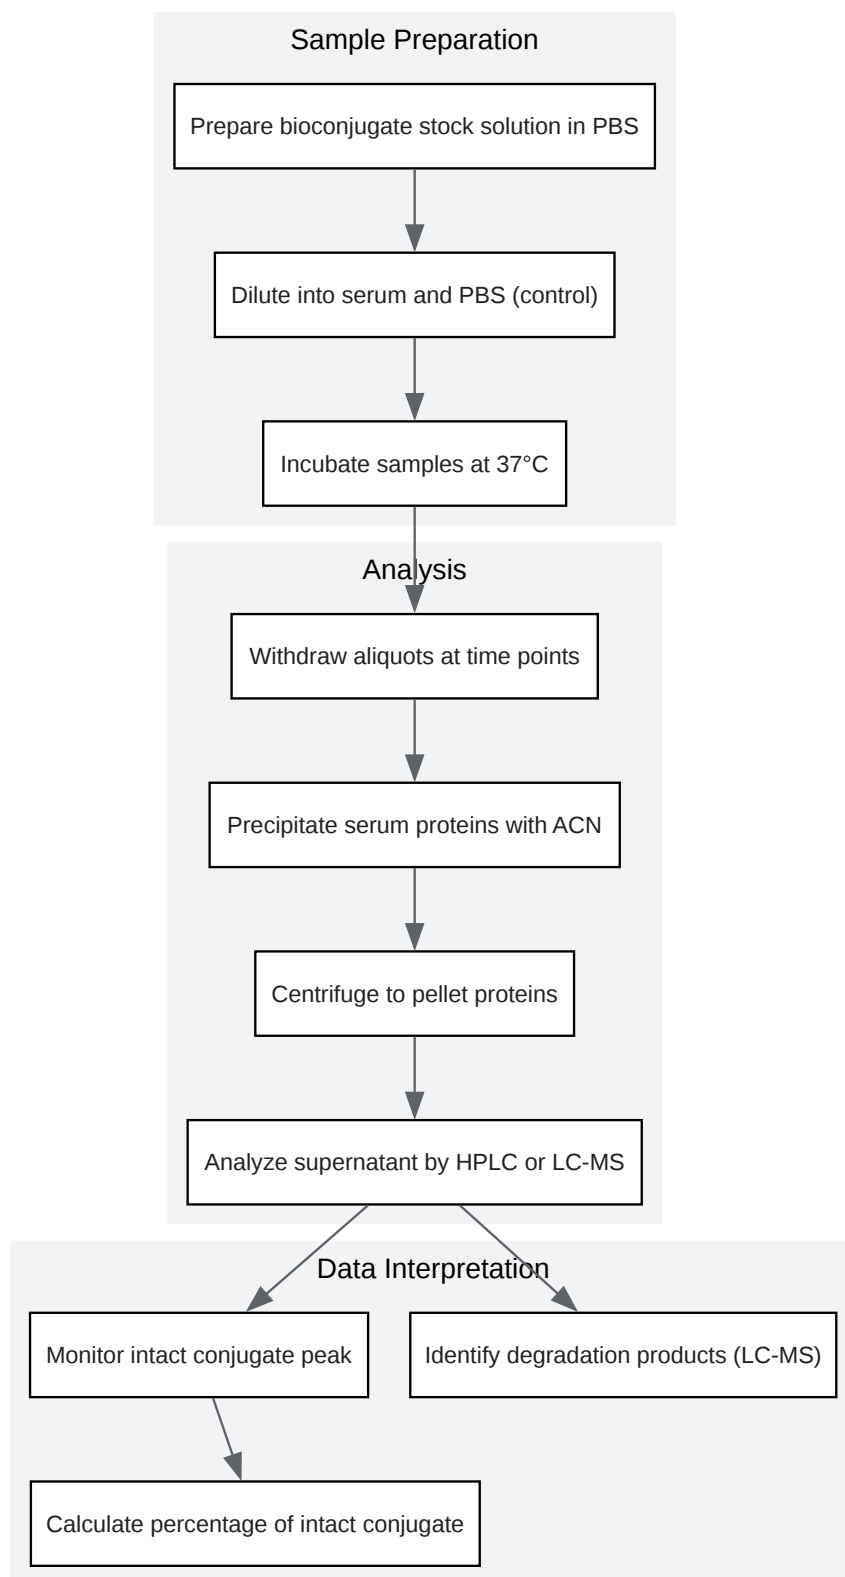 Sample Preparation
Prepare bioconjugate stock solution in PBS
Dilute into serum and PBS (control)
Incubate samples at 37°C
Analysis
Withdraw aliquots at time points
Precipitate serum proteins with ACN
Centrifuge to pellet proteins
Analyze supernatant by HPLC or LC-MS
Data Interpretation
Monitor intact conjugate peak
Identify degradation products (LC-MS)
Calculate percentage of intact conjugate